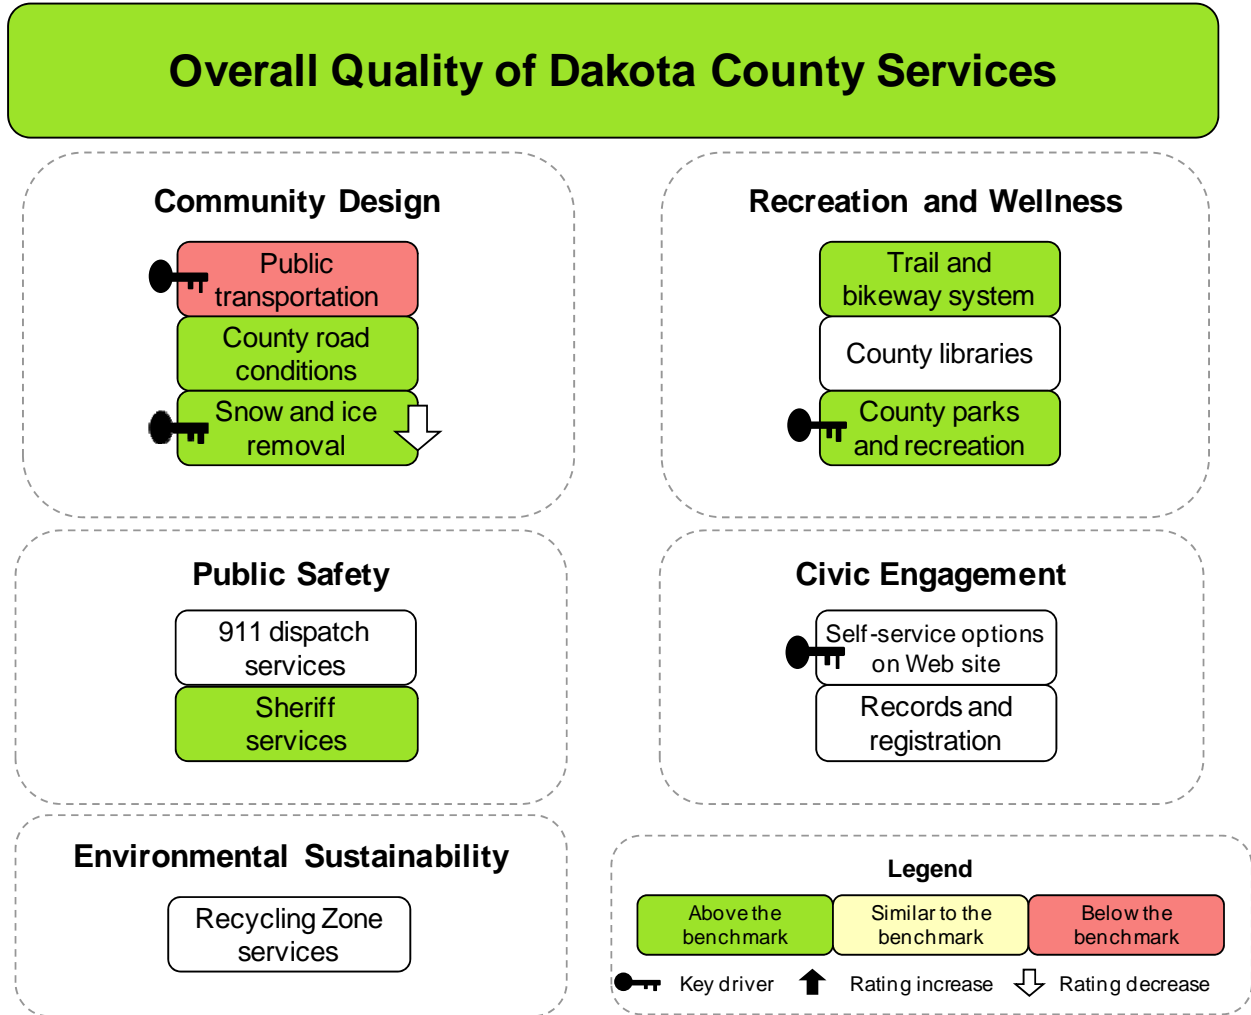 Overall Quality of Dakota County Services
Community Design
Public
transportation
County road
conditions
Snow and ice
removal
Recreation and Wellness
Trail and
bikeway system
County libraries
County parks
and recreation
Public Safety
911 dispatch
services
Sheriff
services
Civic Engagement
Self-service options
on Web site
Records and
registration
Environmental Sustainability
Recycling Zone
services
Legend
Above the
benchmark
Similar to the
benchmark
Below the
benchmark
Key driver
Rating increase
Rating decrease